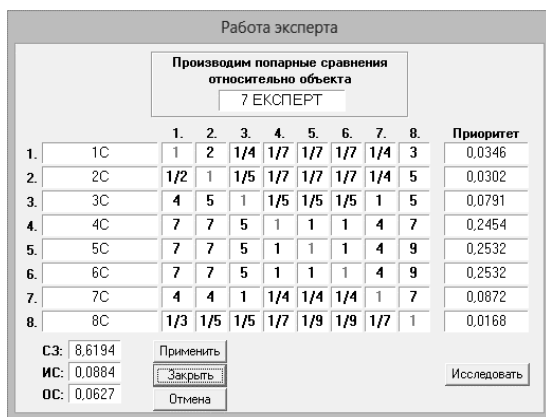 Работа эксперта
Производим попарные сравнения
относительно объекта
7 ЕКСПЕРТ
1. 2. 3. 4. 5. 6. 7. 8. Приоритет
1. 1С 1 2 1/4 1/7 1/7 1/7 1/4 3 0,0346
2. 2С 1/2 1 1/5 1/7 1/7 1/7 1/4 5 0,0302
3. 3С 4 5 1 1/5 1/5 1/5 1 5 0,0791
4. 4С 7 7 5 1 1 1 4 7 0,2454
5. 5С 7 7 5 1 1 1 4 9 0,2532
6. 6С 7 7 5 1 1 1 4 9 0,2532
7. 7С 4 4 1 1/4 1/4 1/4 1 7 0,0872
8. 8С 1/3 1/5 1/5 1/7 1/9 1/9 1/7 1 0,0168
СЗ: 8,6194 Применить
ИС: 0,0884 Закрыть Исследовать
ОС: 0,0627 Отмена